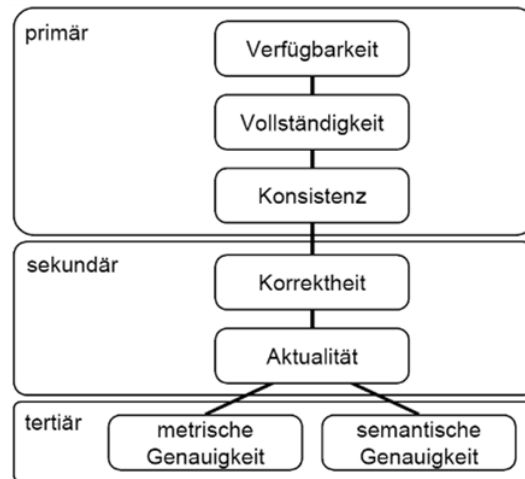 primär
Verfügbarkeit
Vollständigkeit
Konsistenz
sekundär
Korrektheit
Aktualität
tertiär
metrische
Genauigkeit
semantische
Genauigkeit